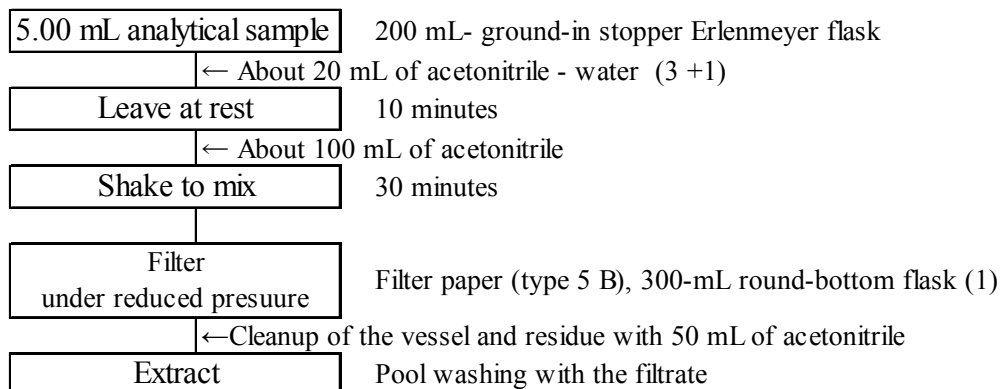 5.00 mL analytical sample 200 mL- ground-in stopper Erlenmeyer flask
← About 20 mL of acetonitrile - water (3 +1)
Leave at rest 10 minutes
← About 100 mL of acetonitrile
Shake to mix 30 minutes
Filter
under reduced presuure
Filter paper (type 5 B), 300-mL round-bottom flask (1)
←Cleanup of the vessel and residue with 50 mL of acetonitrile
Extract Pool washing with the filtrate